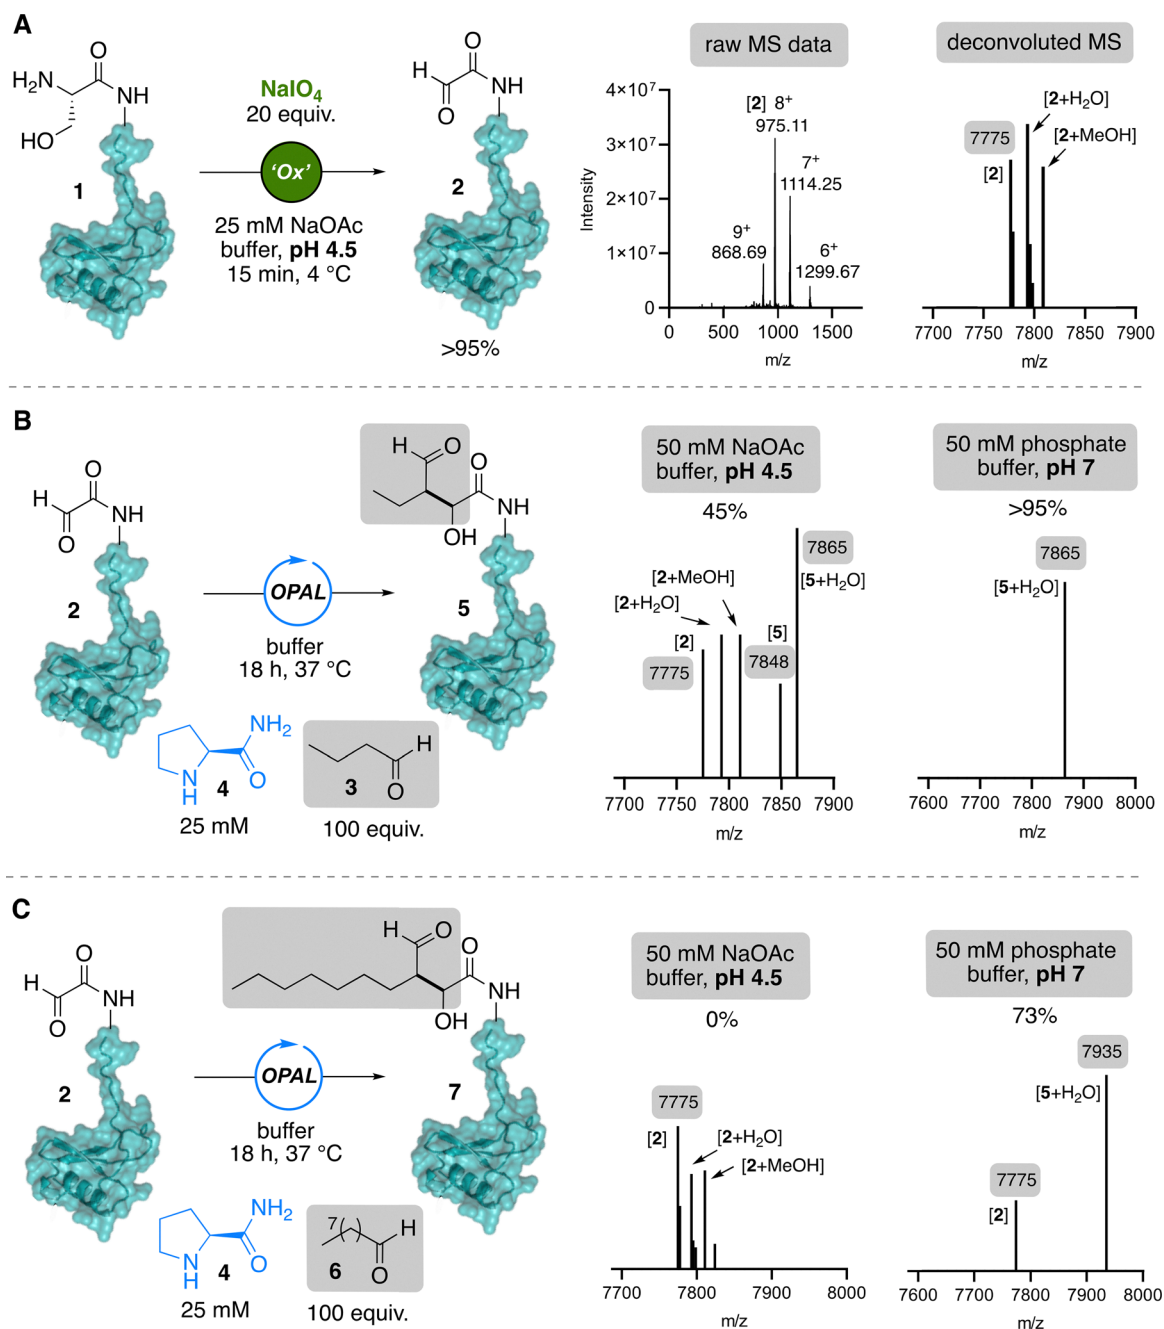 A
H₂N
O
NH
HO
1
NaIO₄
20 equiv.
'Ox'
25 mM NaOAc
buffer, pH 4.5
15 min, 4 °C
O
H
NH
O
2
>95%
raw MS data
4×10⁷
3×10⁷
2×10⁷
1×10⁷
0
Intensity
[2] 8⁺
975.11
7⁺
1114.25
9⁺
868.69
6⁺
1299.67
0 500 1000 1500
m/z
deconvoluted MS
[2+H₂O]
7775
[2+MeOH]
[2]
7700 7750 7800 7850 7900
m/z
B
O
H
NH
O
2
OPAL
buffer
18 h, 37 °C
NH₂
N
H
O
4
25 mM
H
O
3
100 equiv.
H
O
O
NH
OH
5
50 mM NaOAc
buffer, pH 4.5
45%
7865
[5+H₂O]
[2+MeOH]
[2+H₂O]
[2]
[5]
7775
7848
7700 7750 7800 7850 7900
m/z
50 mM phosphate
buffer, pH 7
>95%
7865
[5+H₂O]
7600 7700 7800 7900 8000
m/z
C
O
H
NH
O
2
OPAL
buffer
18 h, 37 °C
NH₂
N
H
O
4
25 mM
7
H
O
6
100 equiv.
H
O
O
NH
OH
7
50 mM NaOAc
buffer, pH 4.5
0%
7775
[2]
[2+H₂O]
[2+MeOH]
7700 7800 7900 8000
m/z
50 mM phosphate
buffer, pH 7
73%
7935
[5+H₂O]
7775
[2]
7600 7700 7800 7900 8000
m/z